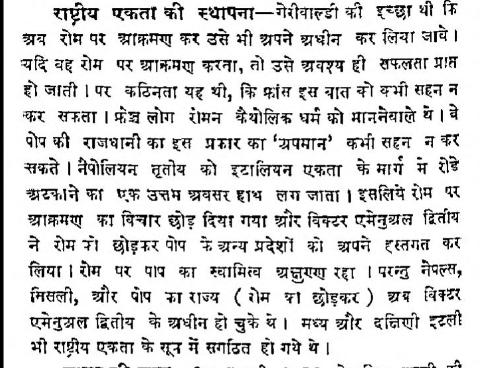 राष्ट्रीय एकता की स्थापना—गेरीवाल्डी की इच्छा थी कि
अब रोम पर आक्रमण कर उसे भी अपने अधीन कर लिया जावे।
यदि वह रोम पर आक्रमण करता, तो उसे अवश्य ही सफलता प्राप्त
हो जाती। पर कठिनता यह थी, कि फ्रांस इस बात को कभी सहन न
कर सकता। फ्रेञ्च लोग रोमन कैथोलिक धर्म को माननेवाले थे। वे
पोप की राजधानी का इस प्रकार का 'अपमान' कभी सहन न कर
सकते। नैपोलियन तृतीय को इटालियन एकता के मार्ग में रोड़े
अटकाने का एक उत्तम अवसर हाथ लग जाता। इसलिये रोम पर
आक्रमण का विचार छोड़ दिया गया और विक्टर एमेनुअल द्वितीय
ने रोम को छोड़कर पोप के अन्य प्रदेशों को अपने हस्तगत कर
लिया। रोम पर पाप का स्वामित्व अक्षुण्ण रहा। परन्तु नेपल्स,
सिसली, और पोप का राज्य (रोम को छोड़कर) अब विक्टर
एमेनुअल द्वितीय के अधीन हो चुके थे। मध्य और दक्षिणी इटली
भी राष्ट्रीय एकता के सूत्र में संगठित हो गये थे।